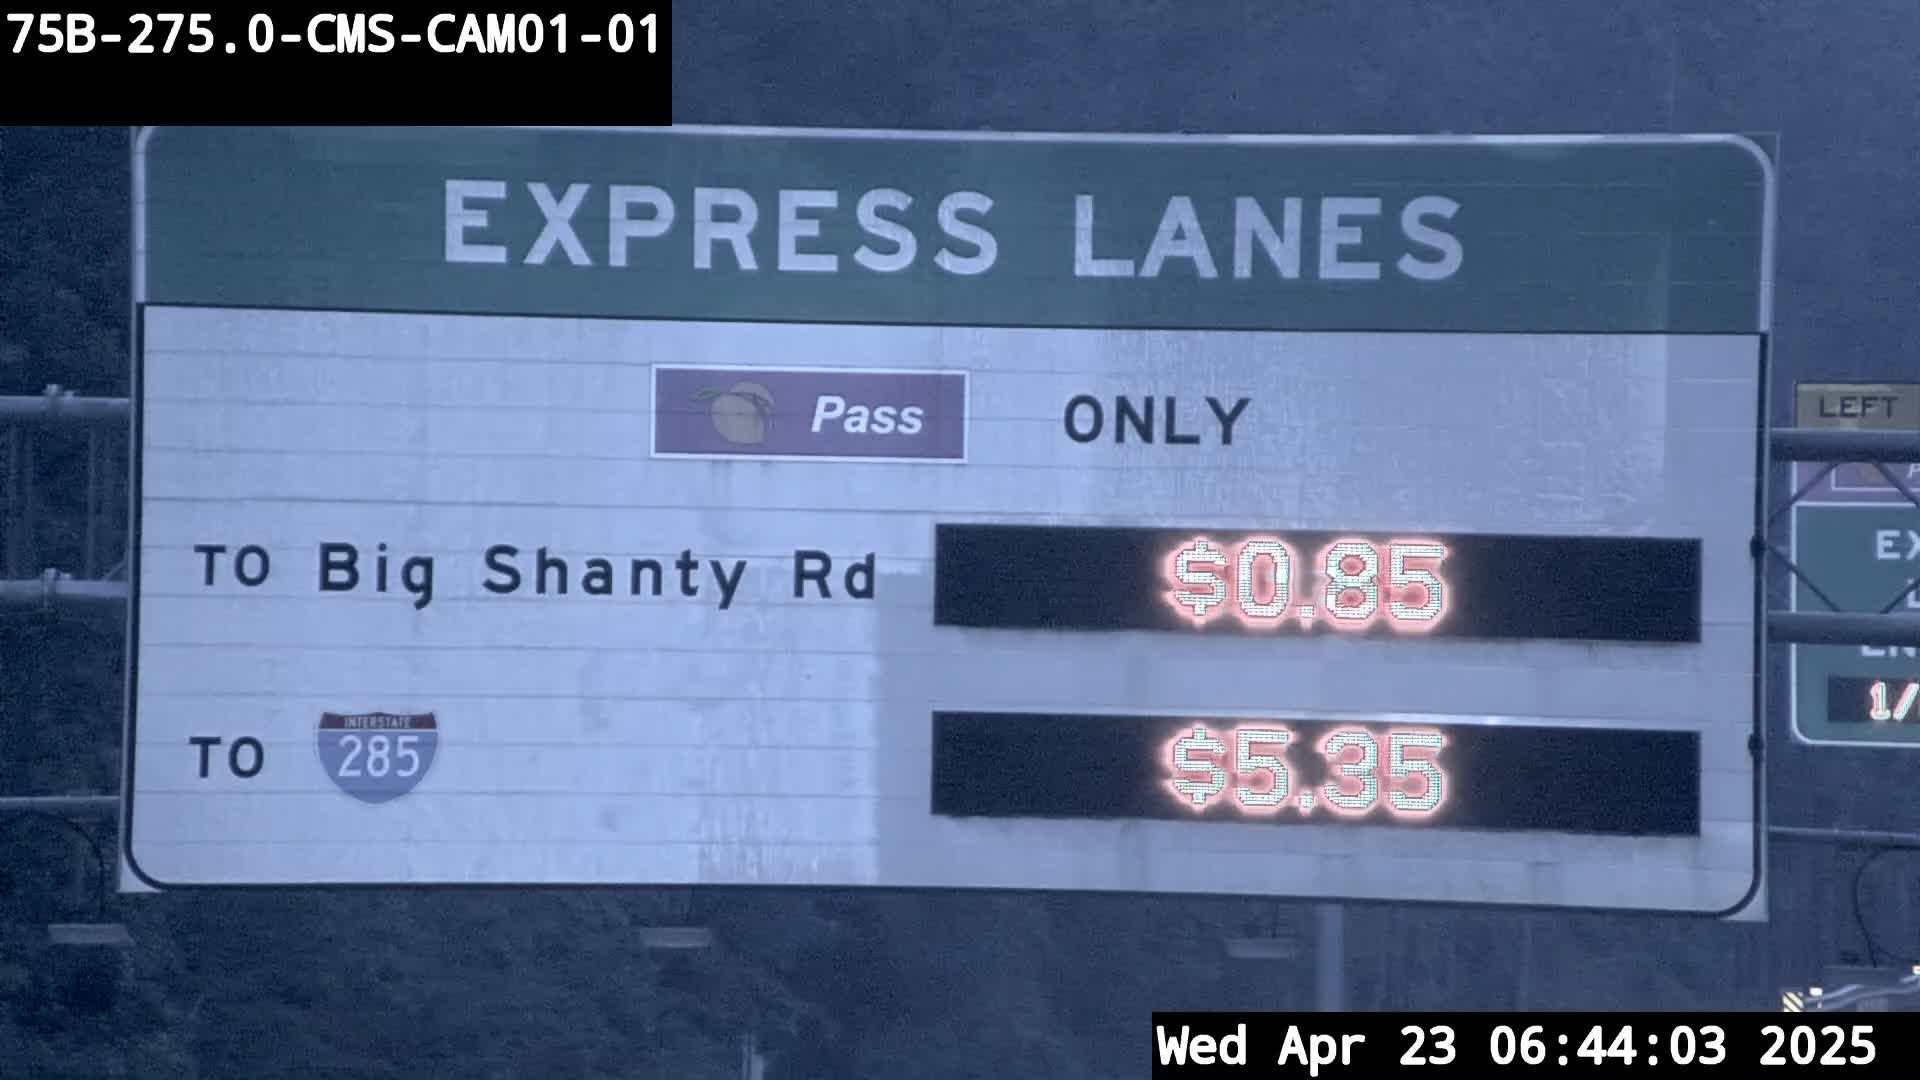 75B-275.0-CMS-CAM01-01
EXPRESS LANES
Pass ONLY
TO Big Shanty Rd $0.85
TO INTERSTATE 285 $5.35
LEFT
1/
Wed Apr 23 06:44:03 2025